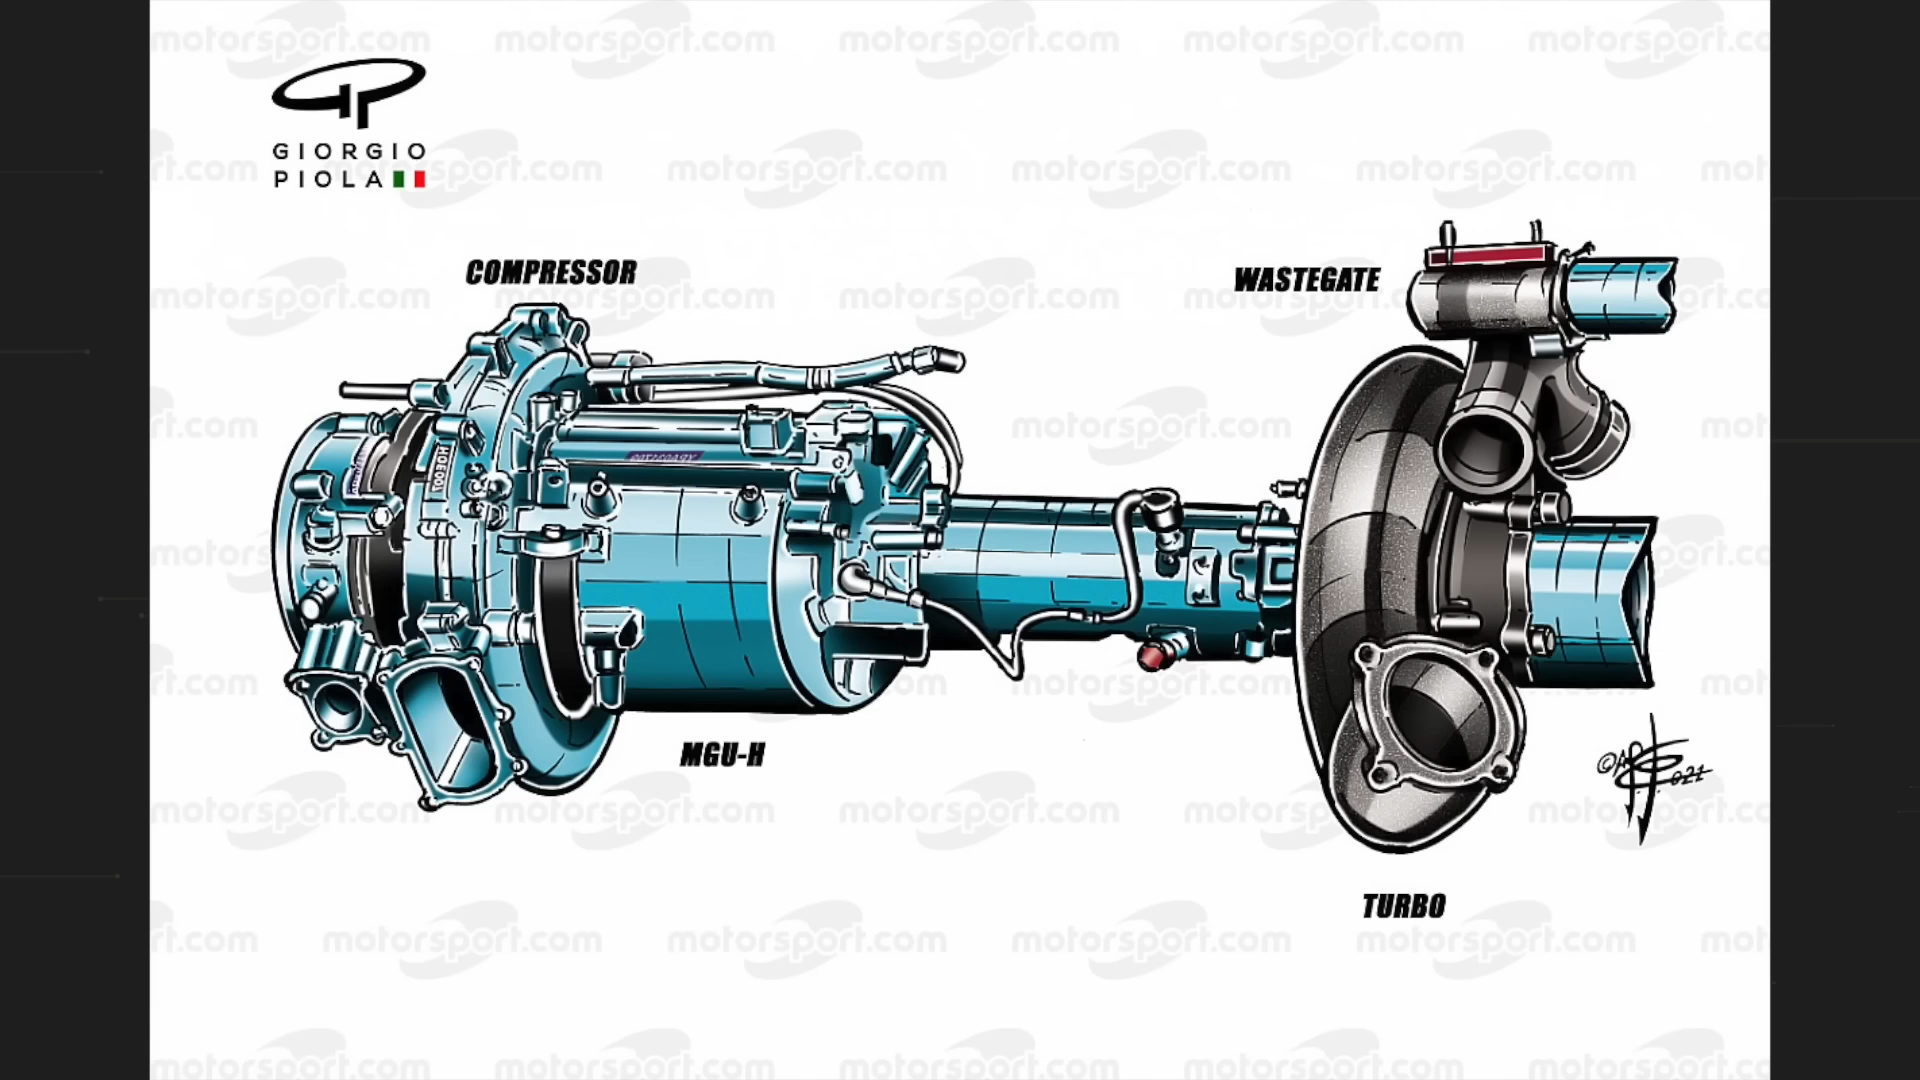 GIORGIO
PIOLA
COMPRESSOR
WASTEGATE
MGU-H
TURBO
motorsport.com